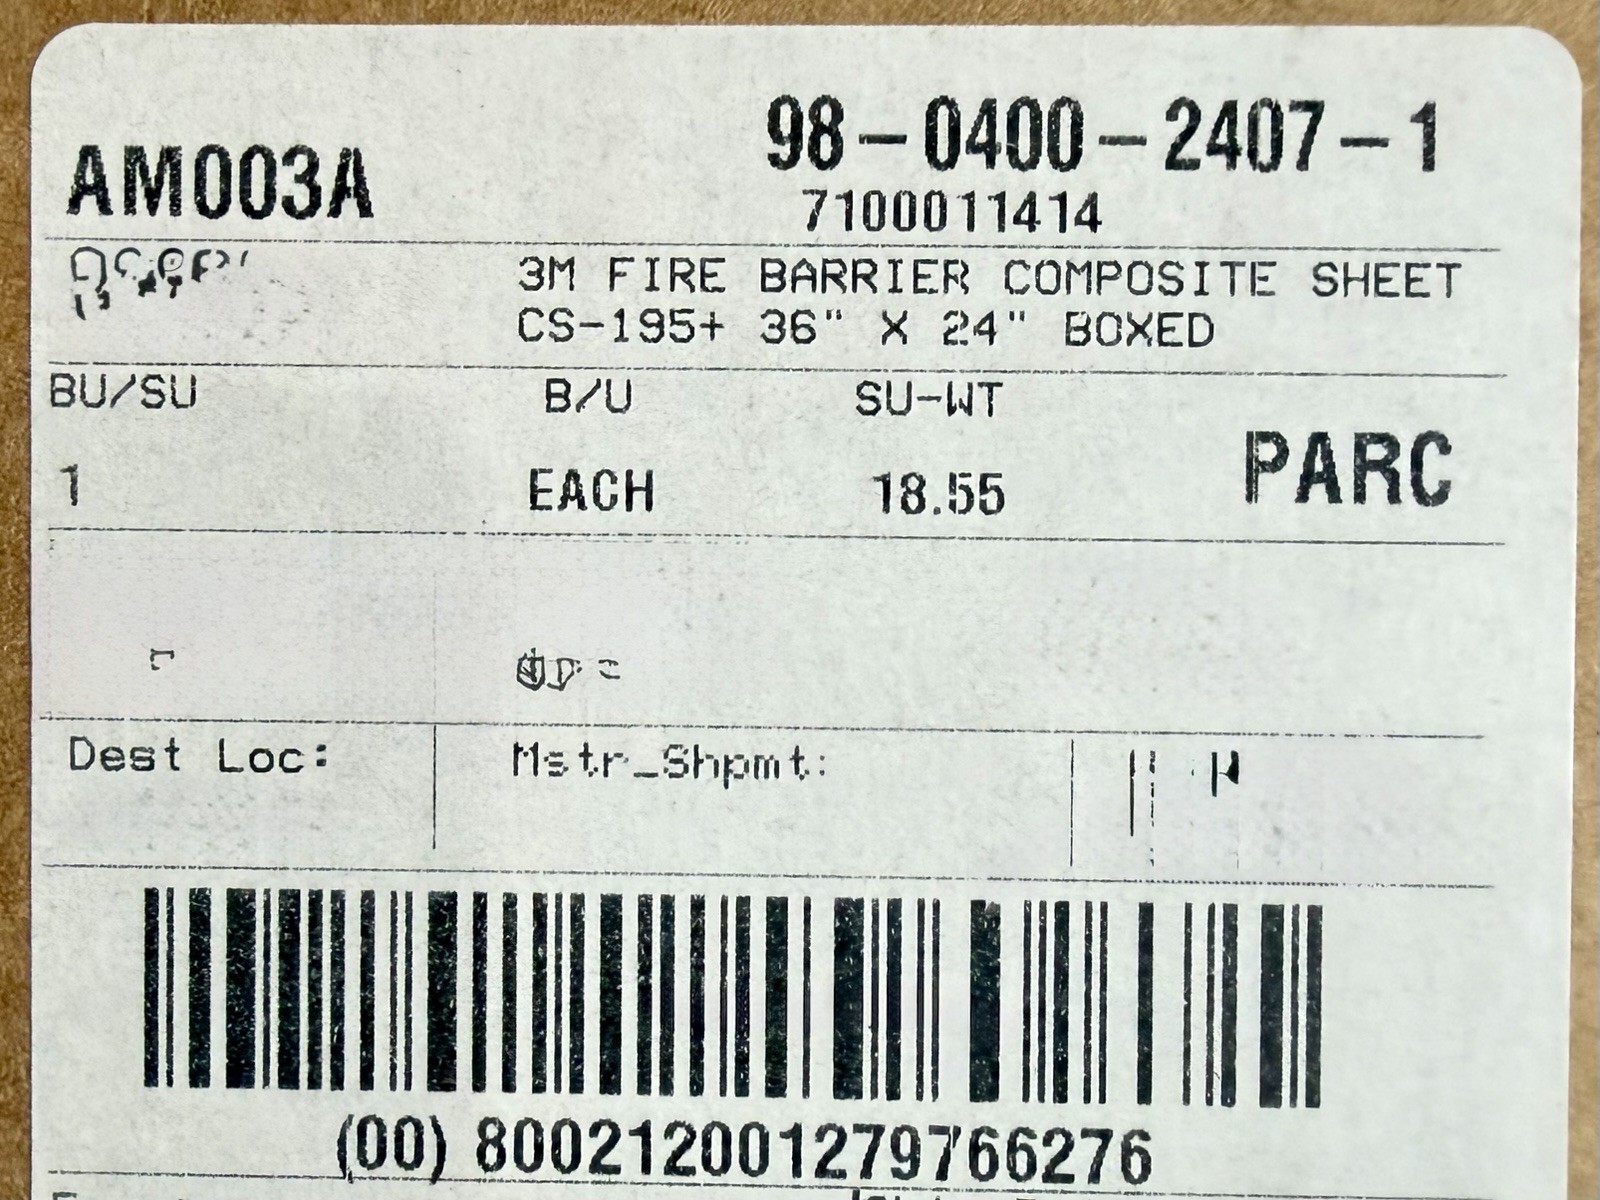 98-0400-2407-1
AM003A
7100011414
3M FIRE BARRIER COMPOSITE SHEET
CS-195+ 36" X 24" BOXED
BU/SU B/U SU-WT
PARC
1 EACH 18.55
Dest Loc: Mstr_Shpmt:
(00) 800212001279766276